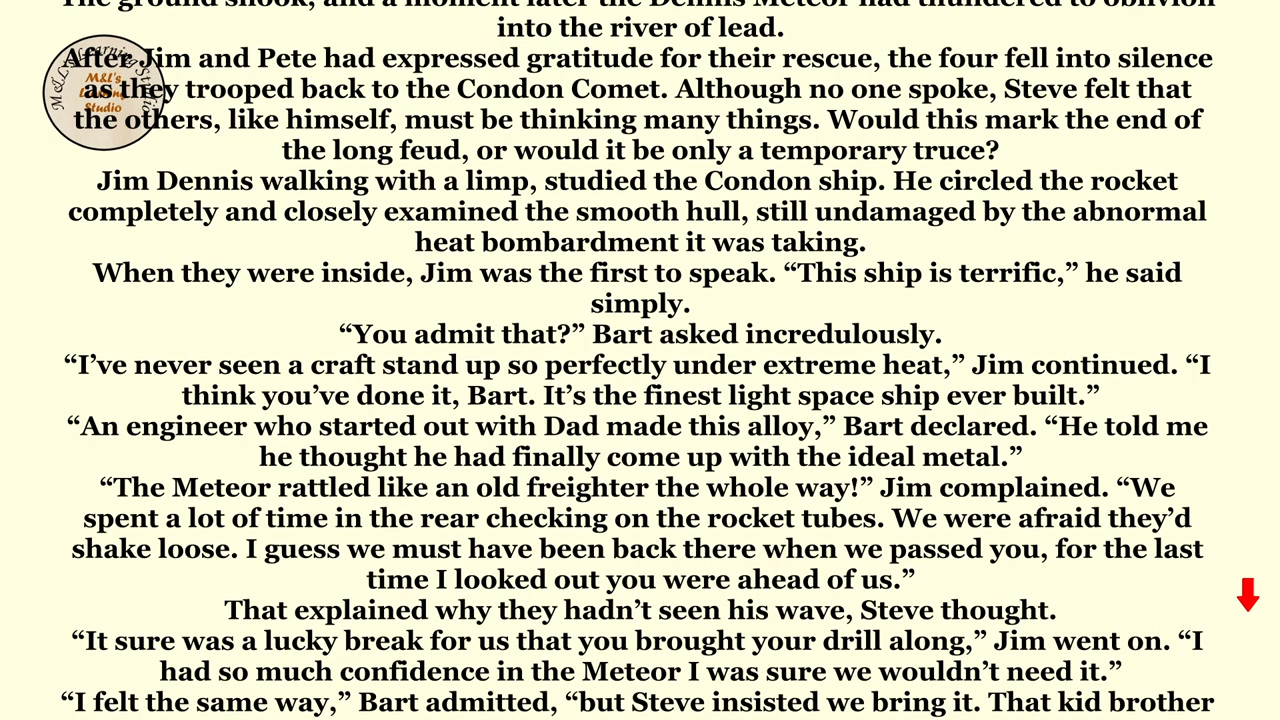 The ground shook, and a moment later the Dennis Meteor had thundered to oblivion
into the river of lead.
After Jim and Pete had expressed gratitude for their rescue, the four fell into silence
as they trooped back to the Condon Comet. Although no one spoke, Steve felt that
the others, like himself, must be thinking many things. Would this mark the end of
the long feud, or would it be only a temporary truce?
Jim Dennis walking with a limp, studied the Condon ship. He circled the rocket
completely and closely examined the smooth hull, still undamaged by the abnormal
heat bombardment it was taking.
When they were inside, Jim was the first to speak. “This ship is terrific,” he said
simply.
“You admit that?” Bart asked incredulously.
“I’ve never seen a craft stand up so perfectly under extreme heat,” Jim continued. “I
think you’ve done it, Bart. It’s the finest light space ship ever built.”
“An engineer who started out with Dad made this alloy,” Bart declared. “He told me
he thought he had finally come up with the ideal metal.”
“The Meteor rattled like an old freighter the whole way!” Jim complained. “We
spent a lot of time in the rear checking on the rocket tubes. We were afraid they’d
shake loose. I guess we must have been back there when we passed you, for the last
time I looked out you were ahead of us.”
That explained why they hadn’t seen his wave, Steve thought.
“It sure was a lucky break for us that you brought your drill along,” Jim went on. “I
had so much confidence in the Meteor I was sure we wouldn’t need it.”
“I felt the same way,” Bart admitted, “but Steve insisted we bring it. That kid brother
M&L's Learning Studio
M&L's
Learning
Studio